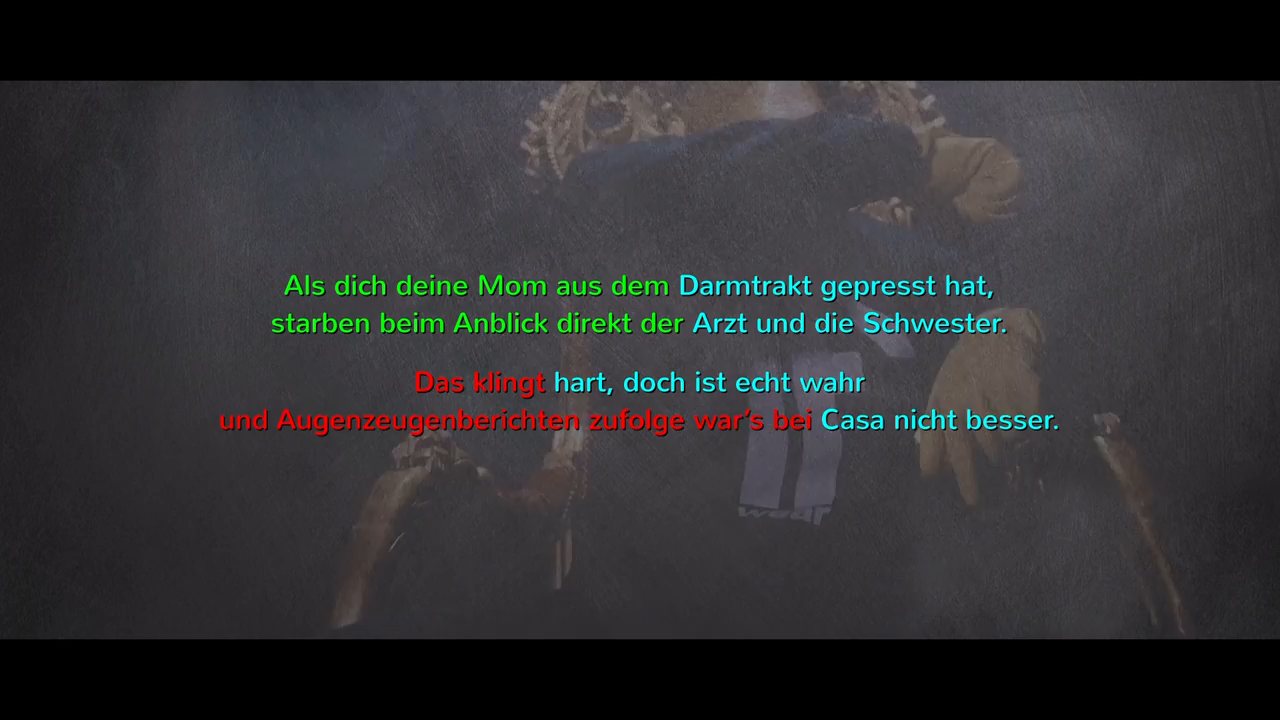 Als dich deine Mom aus dem Darmtrakt gepresst hat,
starben beim Anblick direkt der Arzt und die Schwester.
Das klingt hart, doch ist echt wahr
und Augenzeugenberichten zufolge war's bei Casa nicht besser.
wear